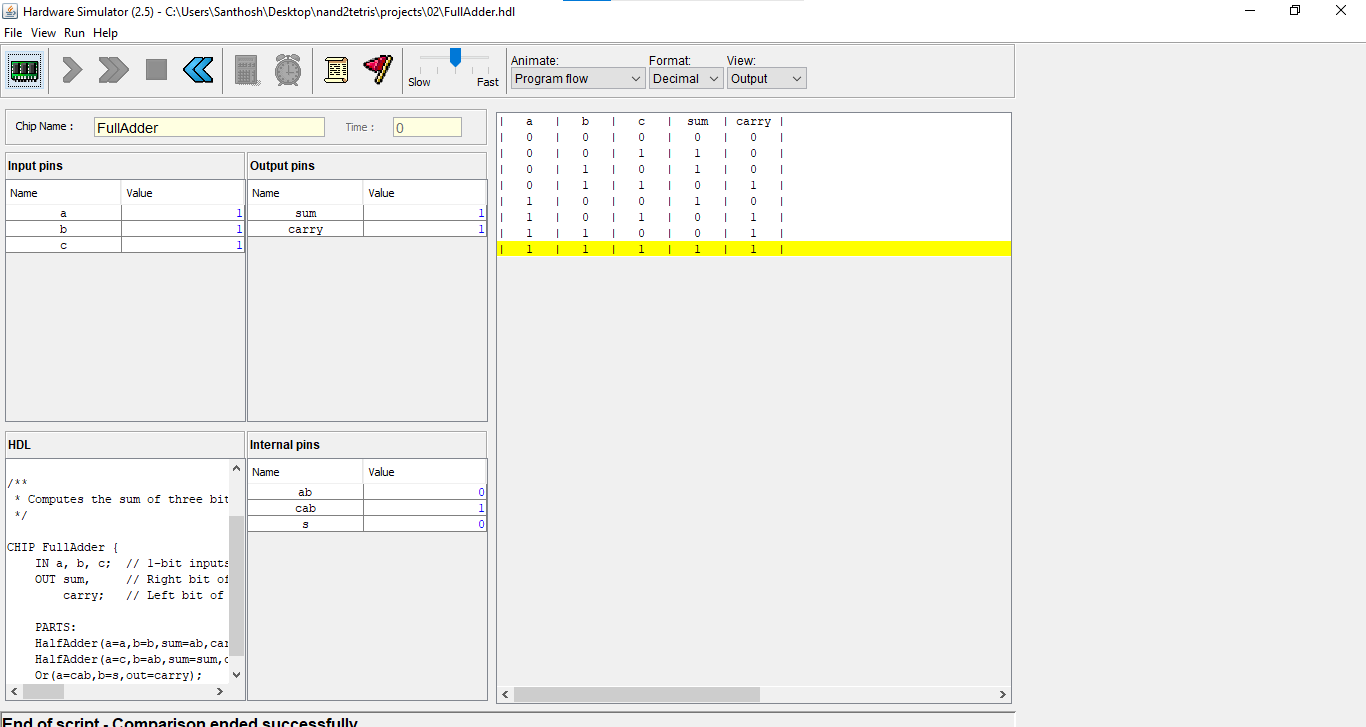 Hardware Simulator (2.5) - C:\Users\Santhosh\Desktop\nand2tetris\projects\02\FullAdder.hdl
File View Run Help
Slow Fast
Animate: Format: View:
Program flow Decimal Output
Chip Name : FullAdder Time : 0
Input pins Output pins
Name Value Name Value
a 1 sum 1
b 1 carry 1
c 1
| a | b | c | sum | carry |
| 0 | 0 | 0 | 0 | 0 |
| 0 | 0 | 1 | 1 | 0 |
| 0 | 1 | 0 | 1 | 0 |
| 0 | 1 | 1 | 0 | 1 |
| 1 | 0 | 0 | 1 | 0 |
| 1 | 0 | 1 | 0 | 1 |
| 1 | 1 | 0 | 0 | 1 |
| 1 | 1 | 1 | 1 | 1 |
HDL
/**
* Computes the sum of three bit
*/
CHIP FullAdder {
IN a, b, c; // 1-bit inputs
OUT sum, // Right bit of
carry; // Left bit of
PARTS:
HalfAdder(a=a,b=b,sum=ab,car
HalfAdder(a=c,b=ab,sum=sum,c
Or(a=cab,b=s,out=carry);
Internal pins
Name Value
ab 0
cab 1
s 0
End of script - Comparison ended successfully